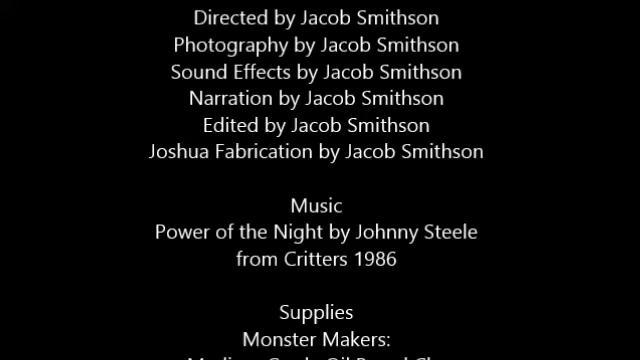 Directed by Jacob Smithson
Photography by Jacob Smithson
Sound Effects by Jacob Smithson
Narration by Jacob Smithson
Edited by Jacob Smithson
Joshua Fabrication by Jacob Smithson
Music
Power of the Night by Johnny Steele
from Critters 1986
Supplies
Monster Makers: